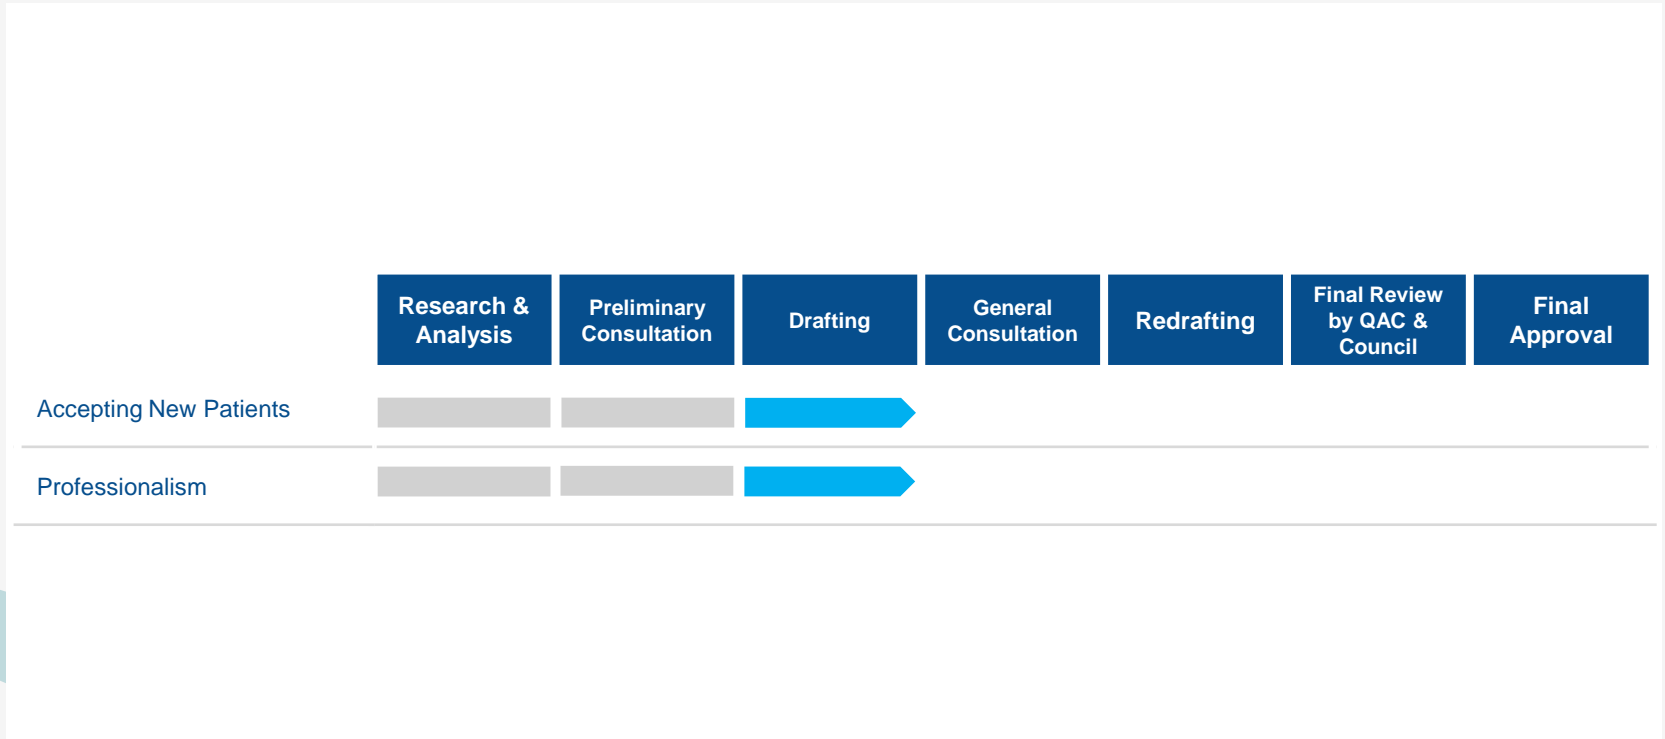 Research &
Analysis
Preliminary
Consultation
Drafting
General
Consultation
Redrafting
Final Review
by QAC &
Council
Final
Approval
Accepting New Patients
Professionalism